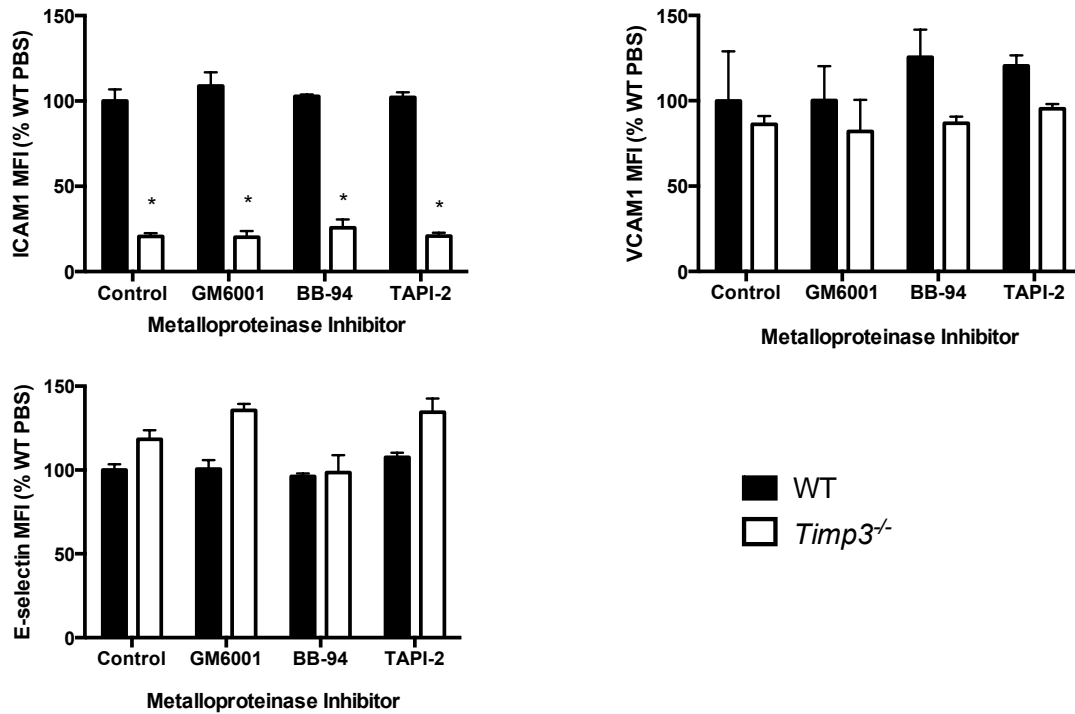 ICAM1 MFI (% WT PBS)
150
100
50
0
* * * *
Control GM6001 BB-94 TAPI-2
Metalloproteinase Inhibitor
VCAM1 MFI (% WT PBS)
150
100
50
0
Control GM6001 BB-94 TAPI-2
Metalloproteinase Inhibitor
E-selectin MFI (% WT PBS)
150
100
50
0
Control GM6001 BB-94 TAPI-2
Metalloproteinase Inhibitor
WT
Timp3-/-